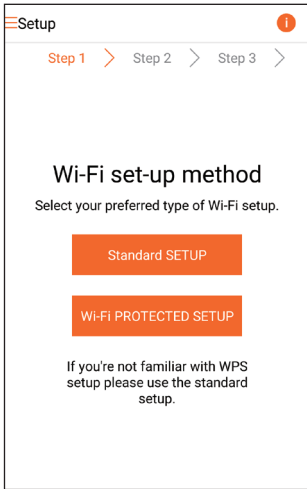 Setup
i
Step 1 Step 2 Step 3
Wi-Fi set-up method
Select your preferred type of Wi-Fi setup.
Standard SETUP
Wi-Fi PROTECTED SETUP
If you're not familiar with WPS
setup please use the standard
setup.